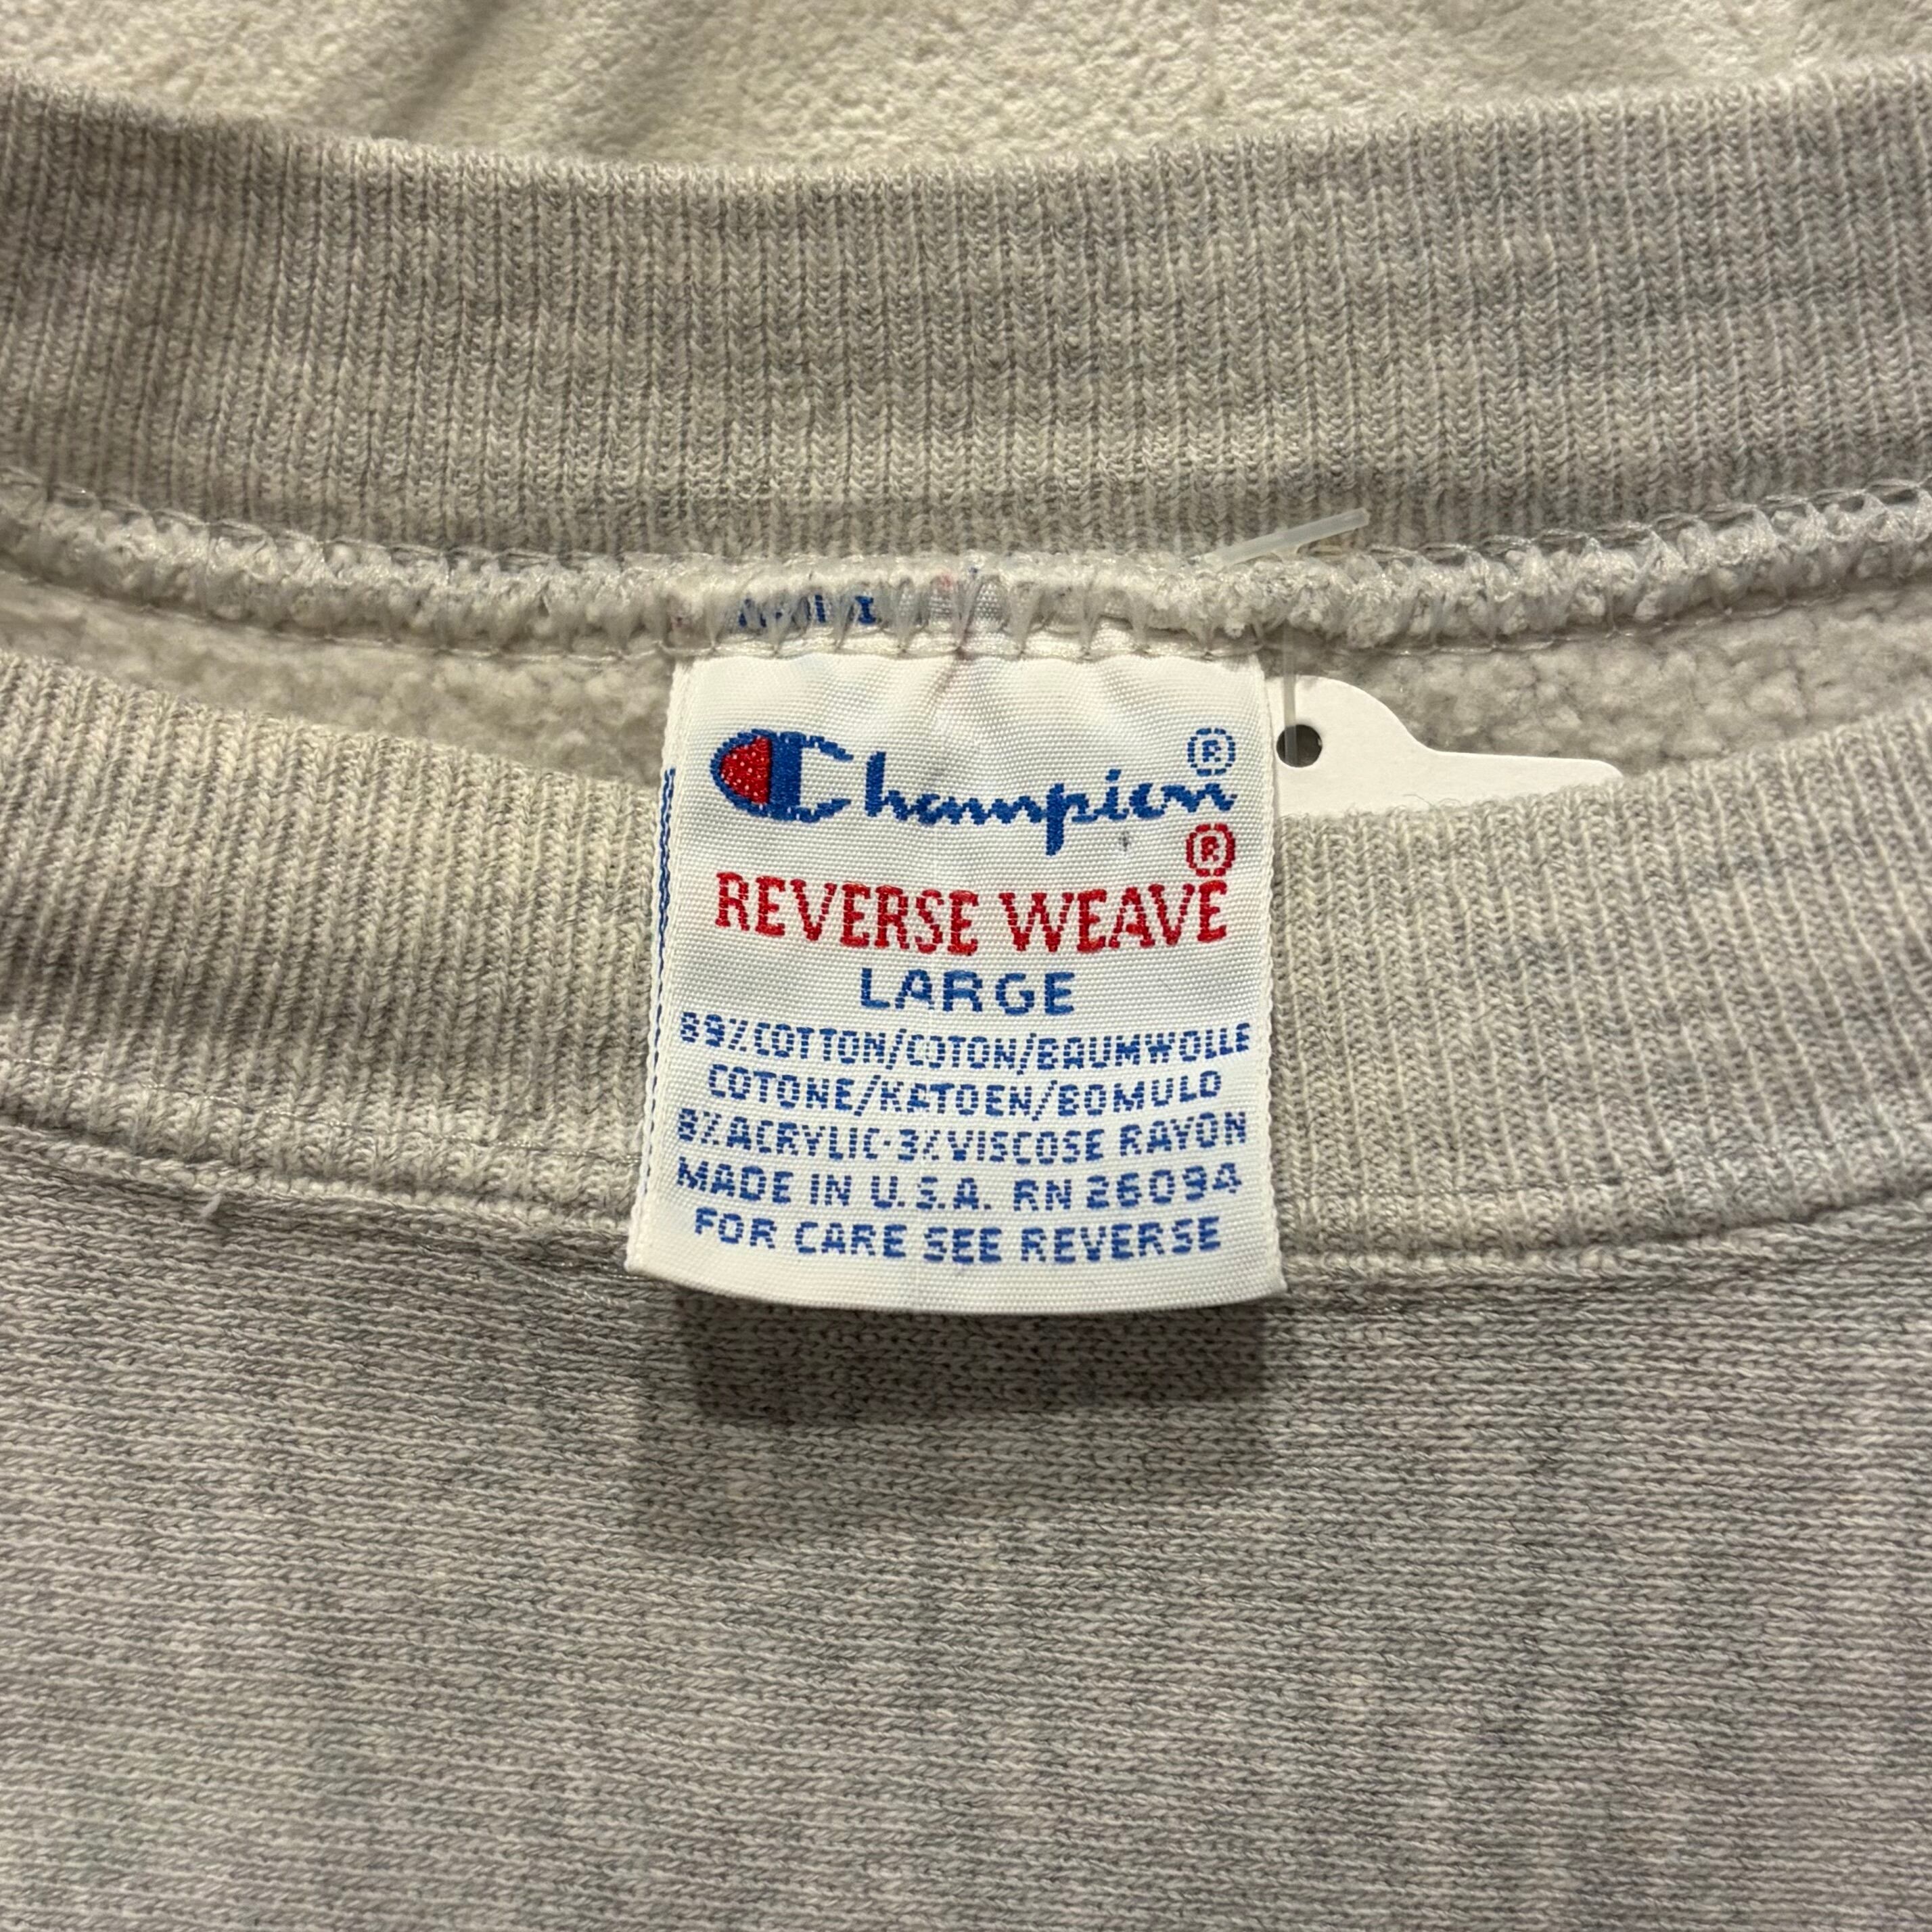 Champion®
REVERSE WEAVE®
LARGE
89% COTTON/COTON/BAUMWOLLE
COTONE/KATOEN/BOMULD
8% ACRYLIC·3% VISCOSE RAYON
MADE IN U.S.A. RN 26094
FOR CARE SEE REVERSE